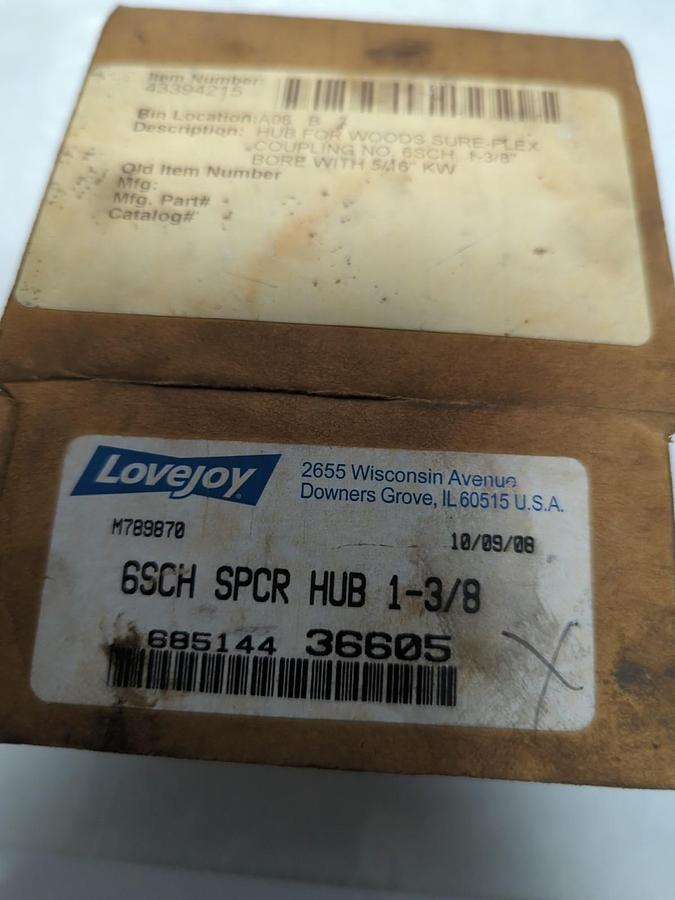 Item Number:
43394215
Bin Location: A06 B 2
Description: HUB FOR WOODS SURE-FLEX
COUPLING NO. 6SCH, 1-3/8"
BORE WITH 5/16" KW
Old Item Number
Mfg:
Mfg. Part#
Catalog#
Lovejoy
2655 Wisconsin Avenue
Downers Grove, IL 60515 U.S.A.
M789870
10/09/08
6SCH SPCR HUB 1-3/8
685144 36605